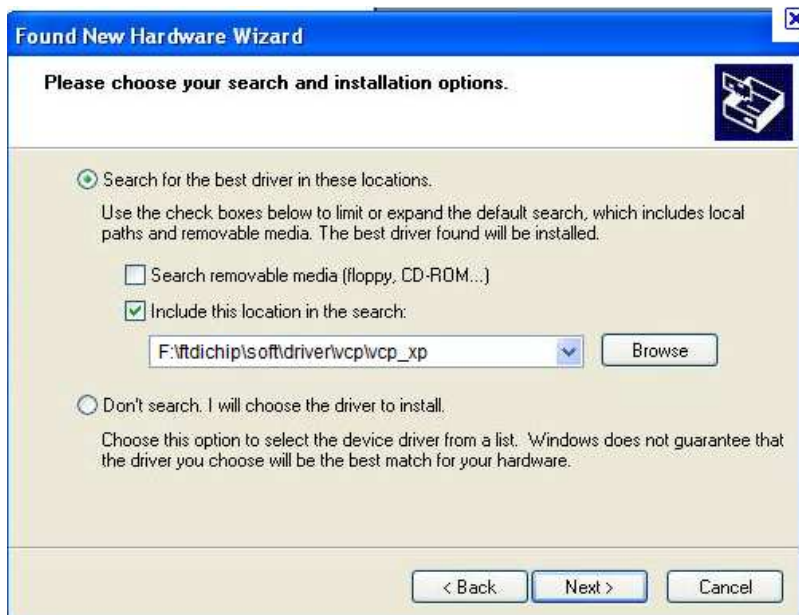 Found New Hardware Wizard
Please choose your search and installation options.
Search for the best driver in these locations.
Use the check boxes below to limit or expand the default search, which includes local
paths and removable media. The best driver found will be installed.
Search removable media (floppy, CD-ROM...)
Include this location in the search:
F:\ftdichip\soft\driver\vcp\vcp_xp
Browse
Don't search. I will choose the driver to install.
Choose this option to select the device driver from a list. Windows does not guarantee that
the driver you choose will be the best match for your hardware.
< Back Next > Cancel